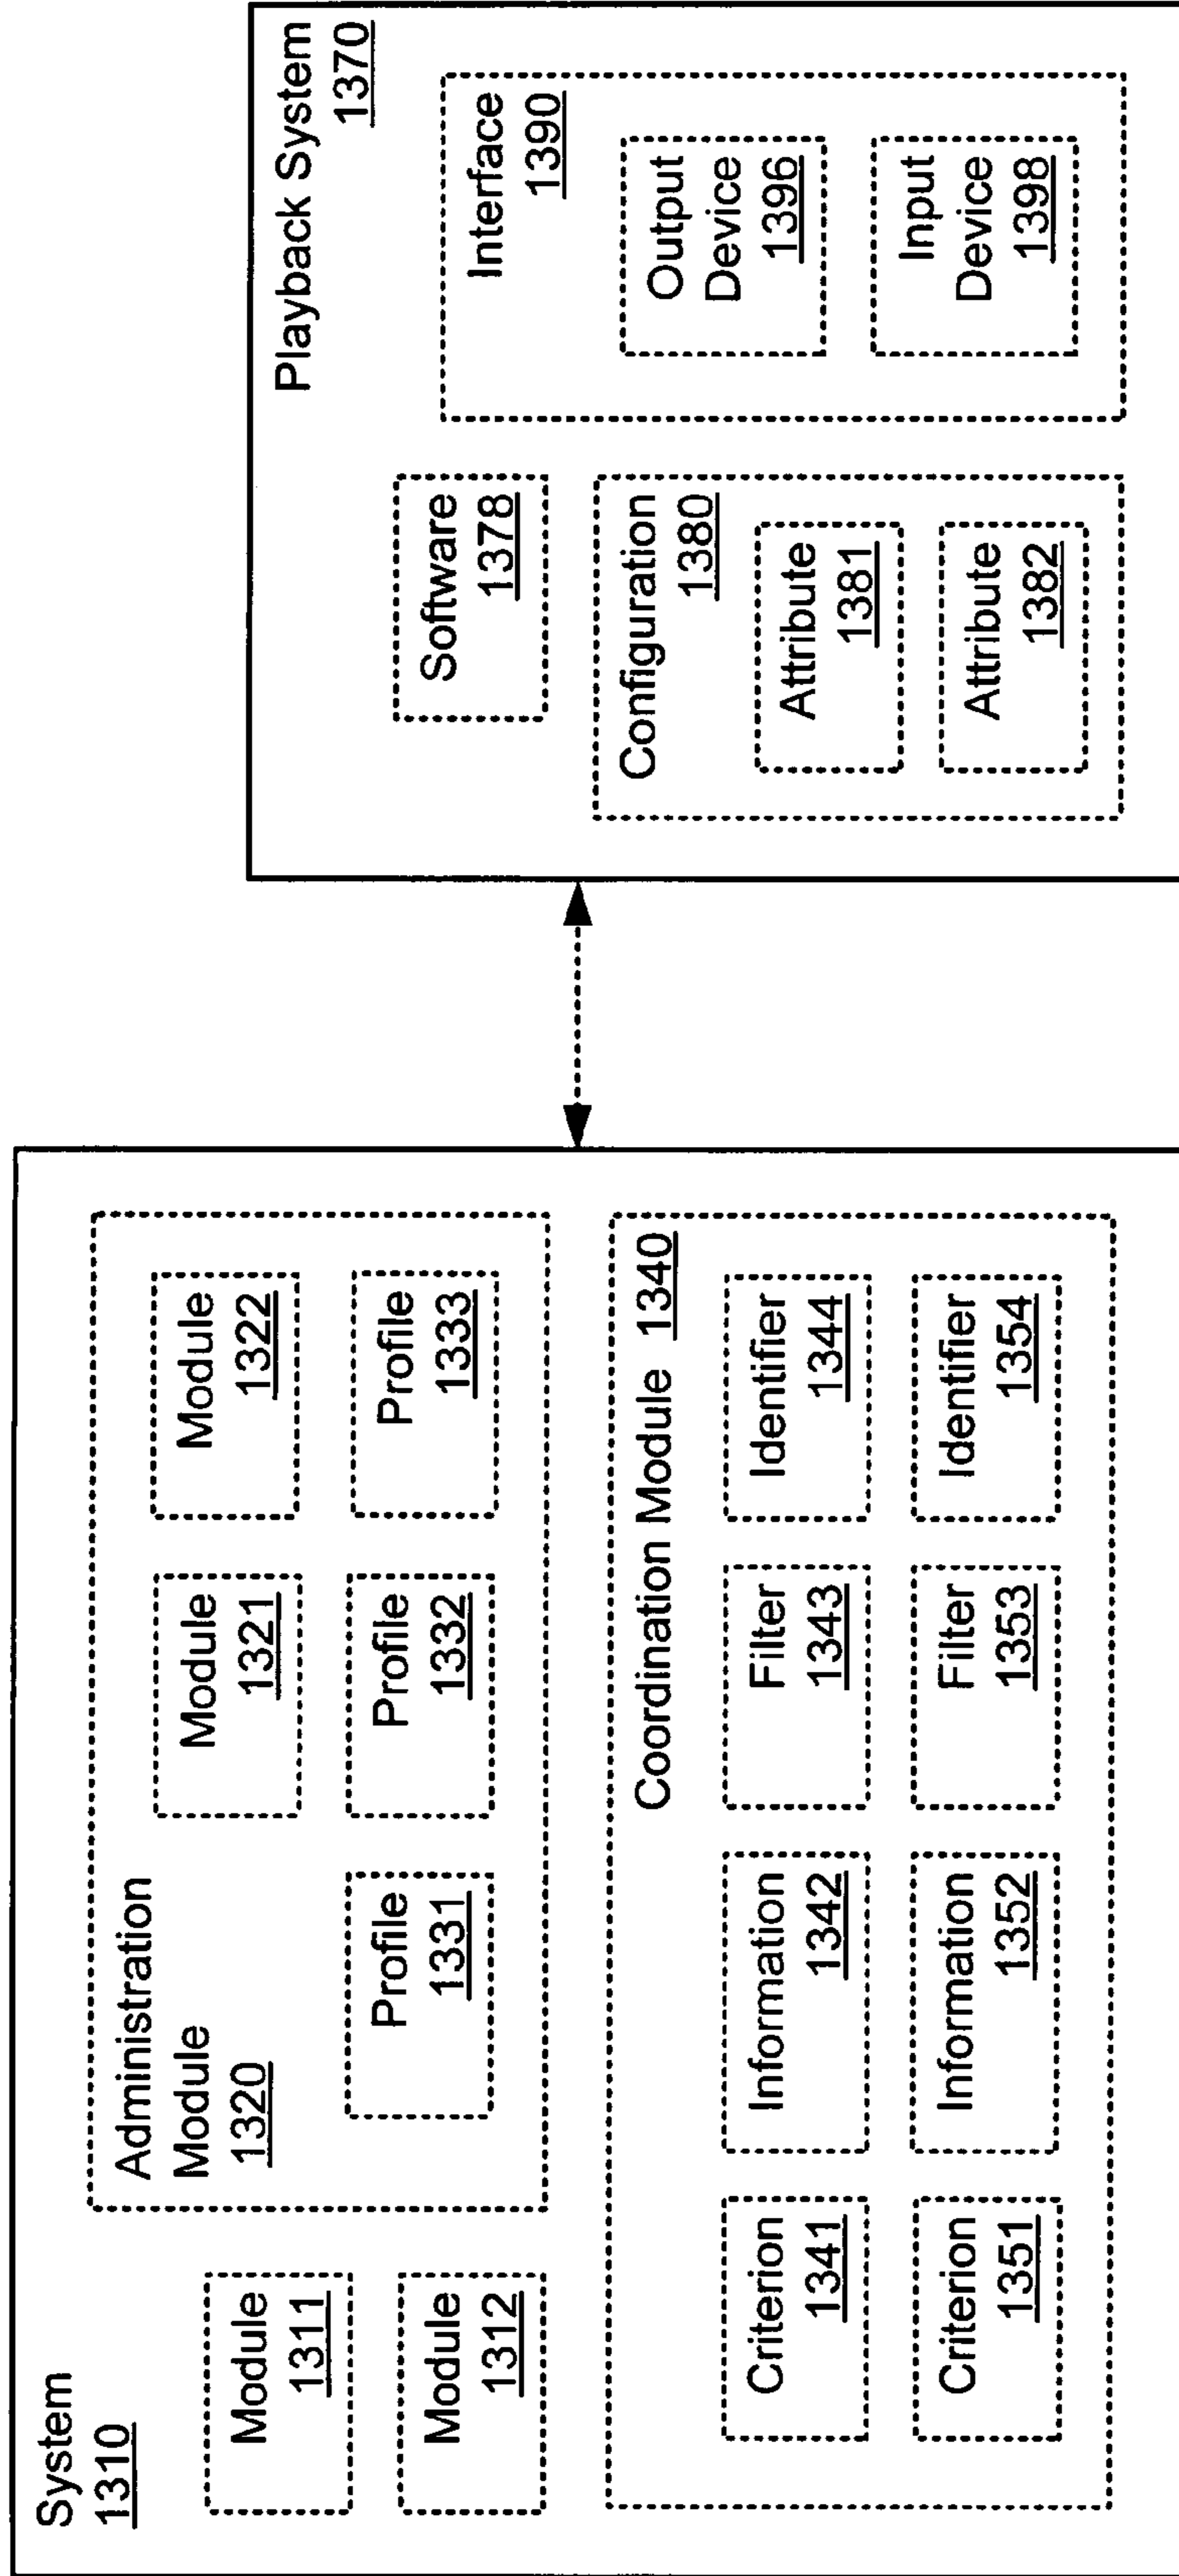 System
1310
Module
1311
Module
1312
Administration
Module
1320
Module
1321
Module
1322
Profile
1331
Profile
1332
Profile
1333
Coordination Module 1340
Criterion
1341
Information
1342
Filter
1343
Identifier
1344
Criterion
1351
Information
1352
Filter
1353
Identifier
1354
Playback System
1370
Software
1378
Configuration
1380
Attribute
1381
Attribute
1382
Interface
1390
Output
Device
1396
Input
Device
1398